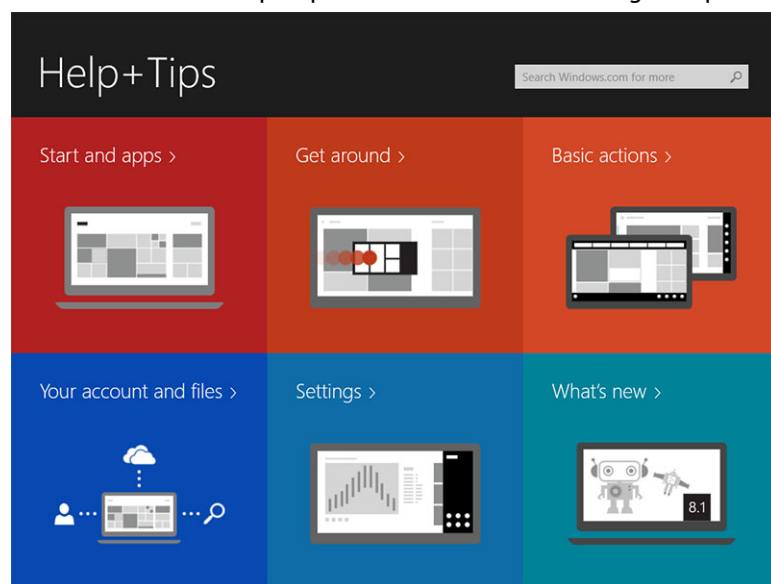 Help+Tips
Search Windows.com for more
Start and apps >
Get around >
Basic actions >
Your account and files >
Settings >
What's new >
8.1